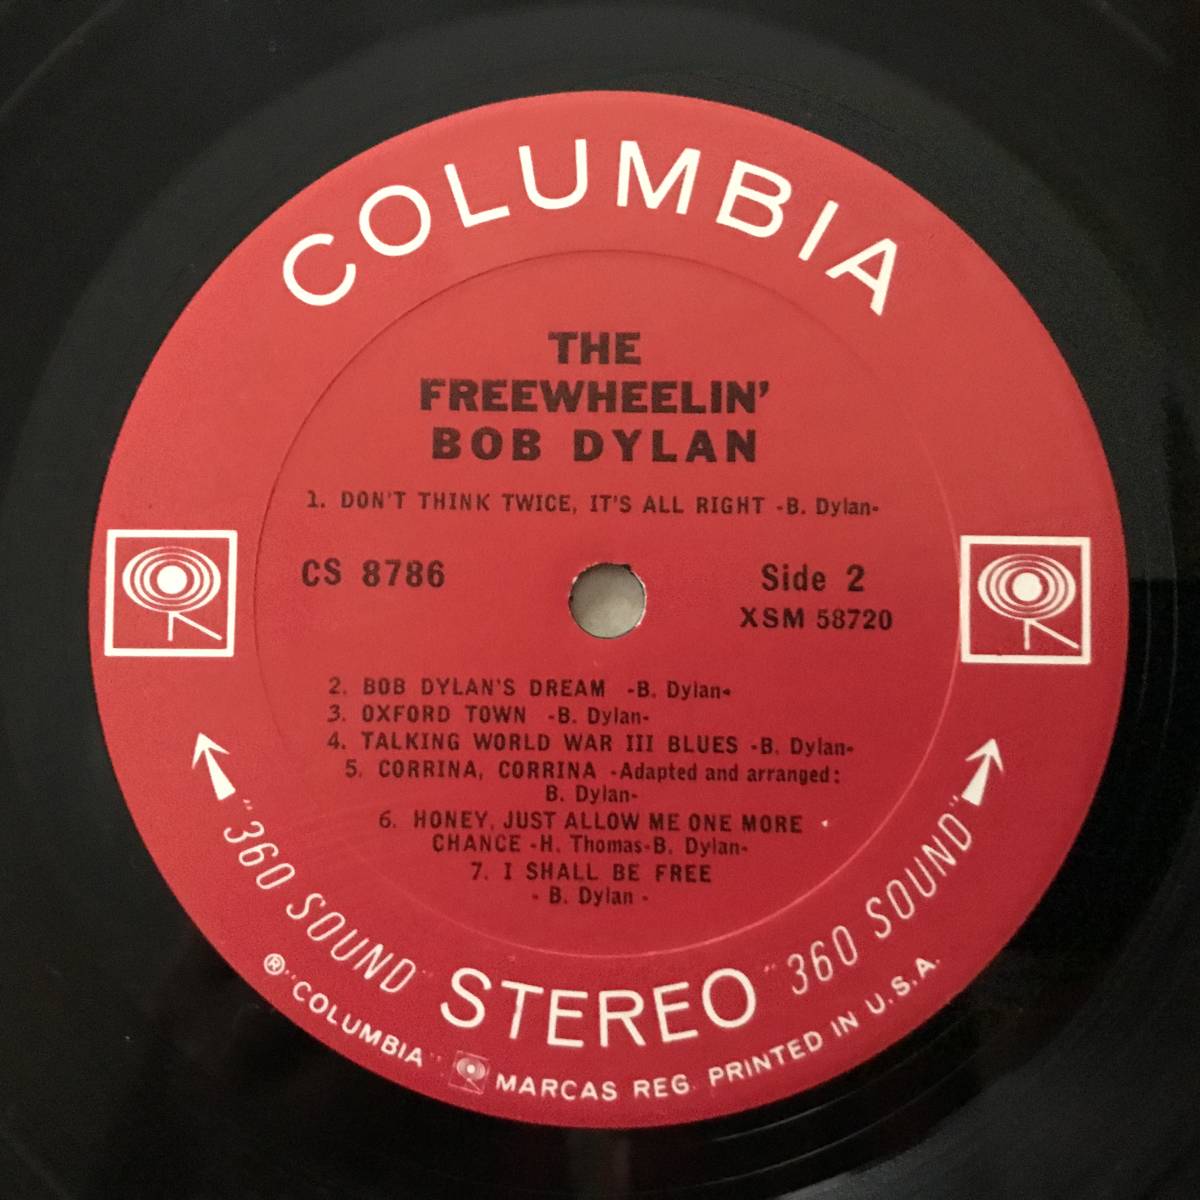 COLUMBIA
THE
FREEWHEELIN'
BOB DYLAN
1. DON'T THINK TWICE, IT'S ALL RIGHT -B. Dylan-
CS 8786
Side 2
XSM 58720
2. BOB DYLAN'S DREAM -B. Dylan-
3. OXFORD TOWN -B. Dylan-
4. TALKING WORLD WAR III BLUES -B. Dylan-
5. CORRINA, CORRINA -Adapted and arranged:
B. Dylan-
6. HONEY, JUST ALLOW ME ONE MORE
CHANCE -H. Thomas-B. Dylan-
7. I SHALL BE FREE
- B. Dylan -
"360 SOUND" STEREO "360 SOUND"
® "COLUMBIA" MARCAS REG. PRINTED IN U.S.A.